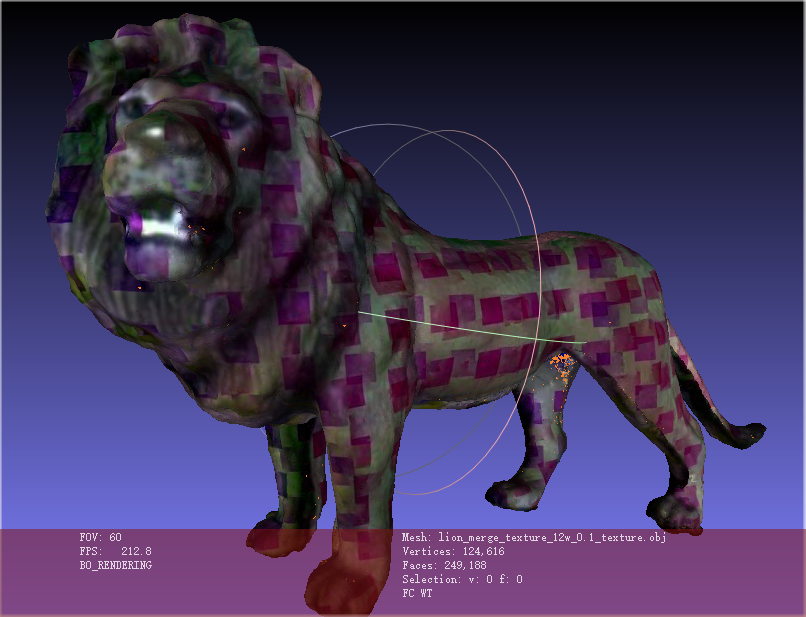 FOV: 60
FPS: 212.8
BO_RENDERING
Mesh: lion_merge_texture_12w_0.1_texture.obj
Vertices: 124,616
Faces: 249,188
Selection: v: 0 f: 0
FC WT